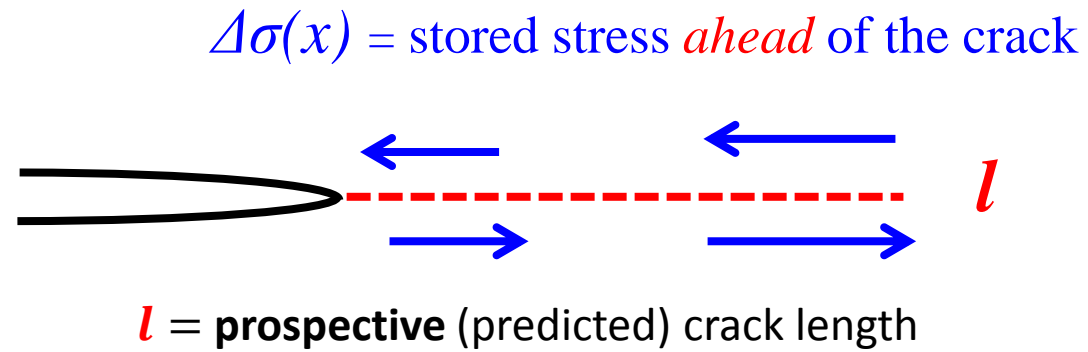 Δσ(x) = stored stress ahead of the crack
l
l = prospective (predicted) crack length